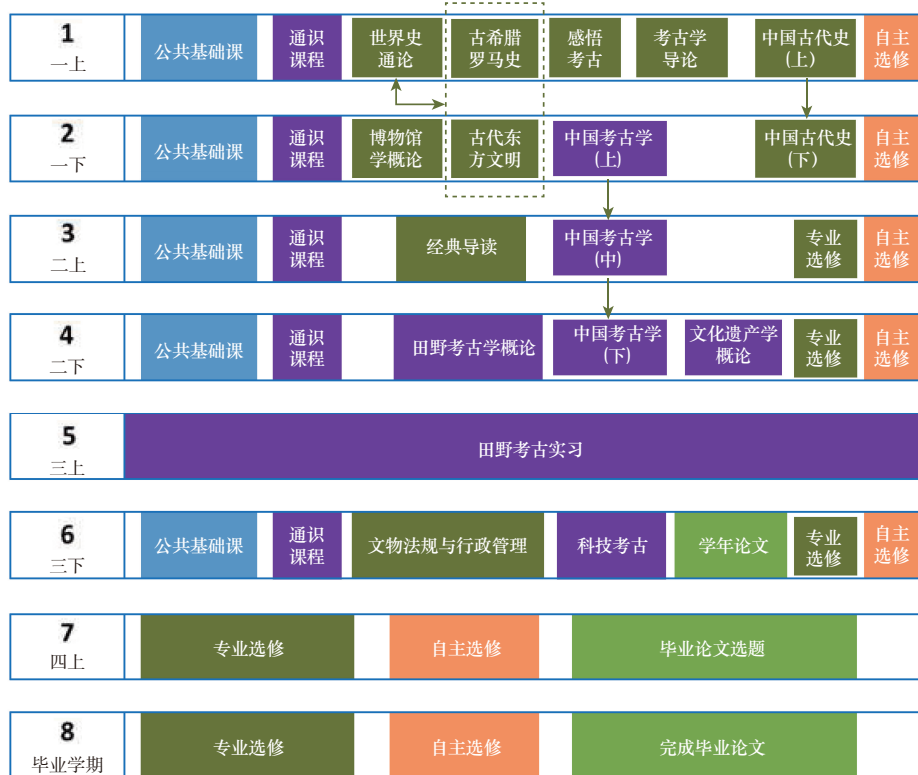 1
一上
公共基础课
通识
课程
世界史
通论
古希腊
罗马史
感悟
考古
考古学
导论
中国古代史
(上)
自主
选修
2
一下
公共基础课
通识
课程
博物馆
学概论
古代东
方文明
中国考古学
(上)
中国古代史
(下)
自主
选修
3
二上
公共基础课
通识
课程
经典导读
中国考古学
(中)
专业
选修
自主
选修
4
二下
公共基础课
通识
课程
田野考古学概论
中国考古学
(下)
文化遗产学
概论
专业
选修
自主
选修
5
三上
田野考古实习
6
三下
公共基础课
通识
课程
文物法规与行政管理
科技考古
学年论文
专业
选修
自主
选修
7
四上
专业选修
自主选修
毕业论文选题
8
毕业学期
专业选修
自主选修
完成毕业论文